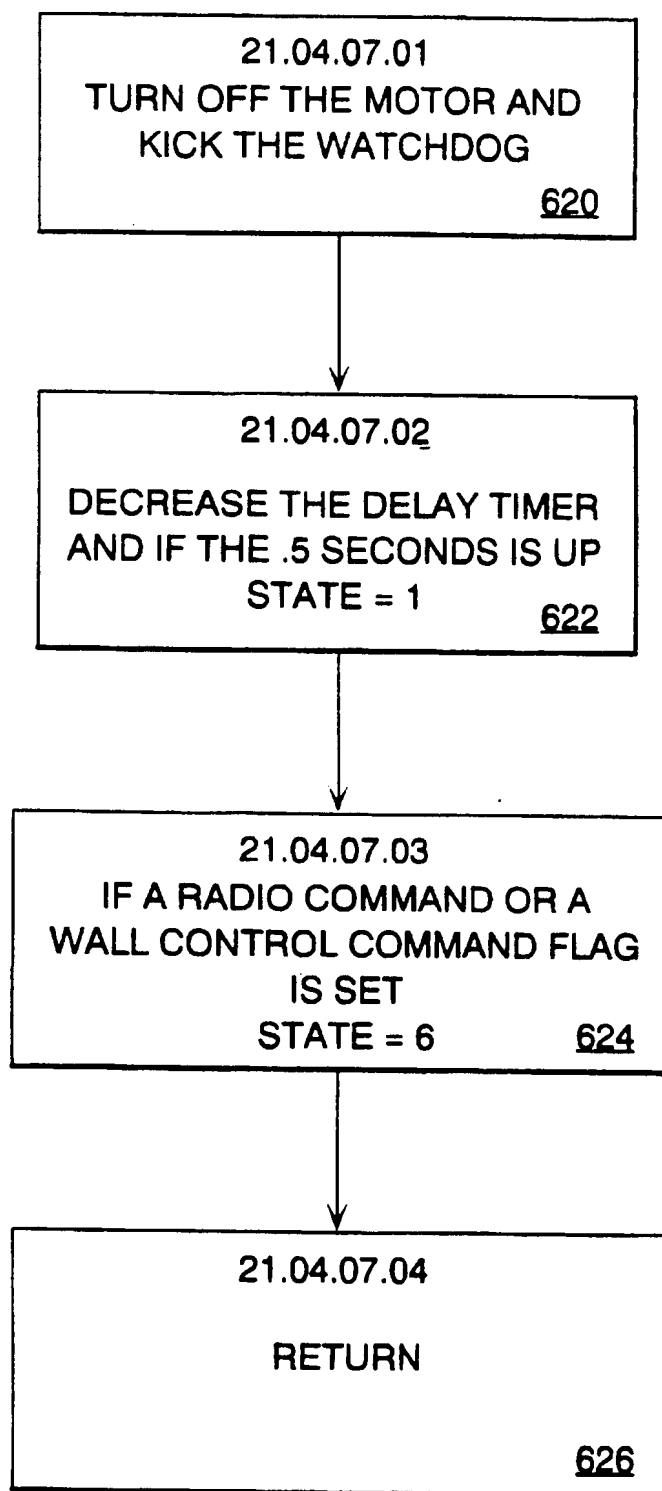 21.04.07.01
TURN OFF THE MOTOR AND
KICK THE WATCHDOG
620
21.04.07.02
DECREASE THE DELAY TIMER
AND IF THE .5 SECONDS IS UP
STATE = 1
622
21.04.07.03
IF A RADIO COMMAND OR A
WALL CONTROL COMMAND FLAG
IS SET
STATE = 6
624
21.04.07.04
RETURN
626